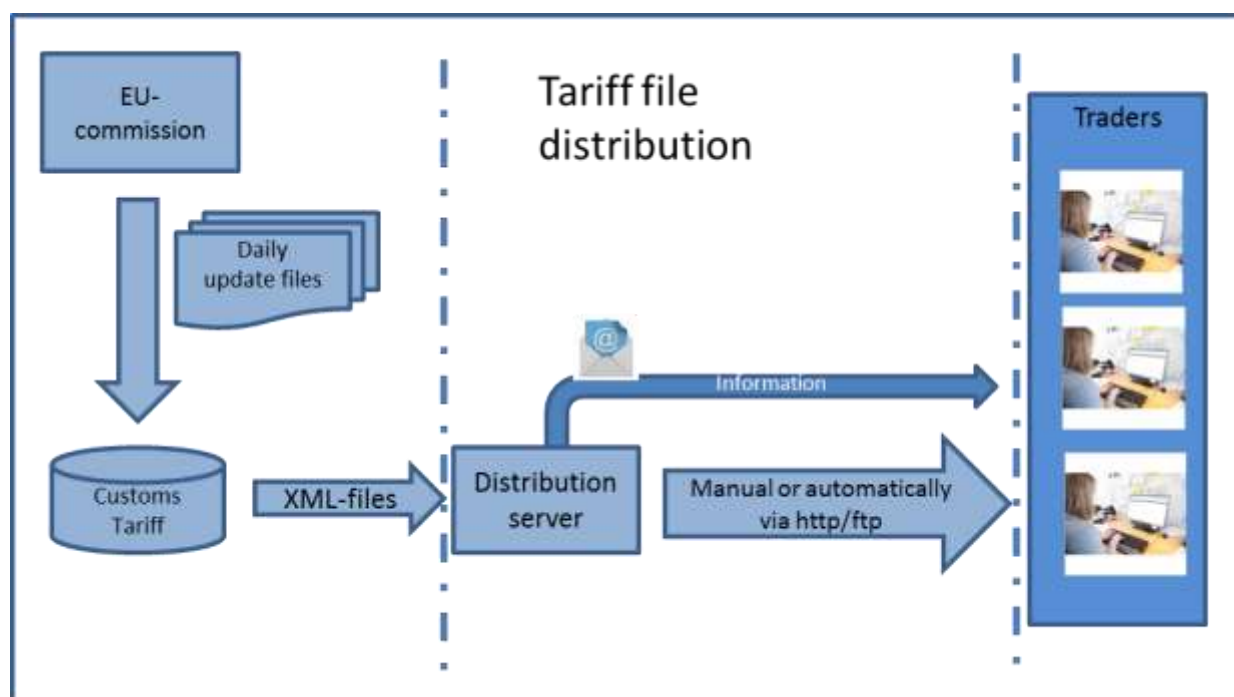 EU-
commission
Tariff file
distribution
Traders
Daily
update files
@
Information
Customs
Tariff
XML-files
Distribution
server
Manual or automatically
via http/ftp